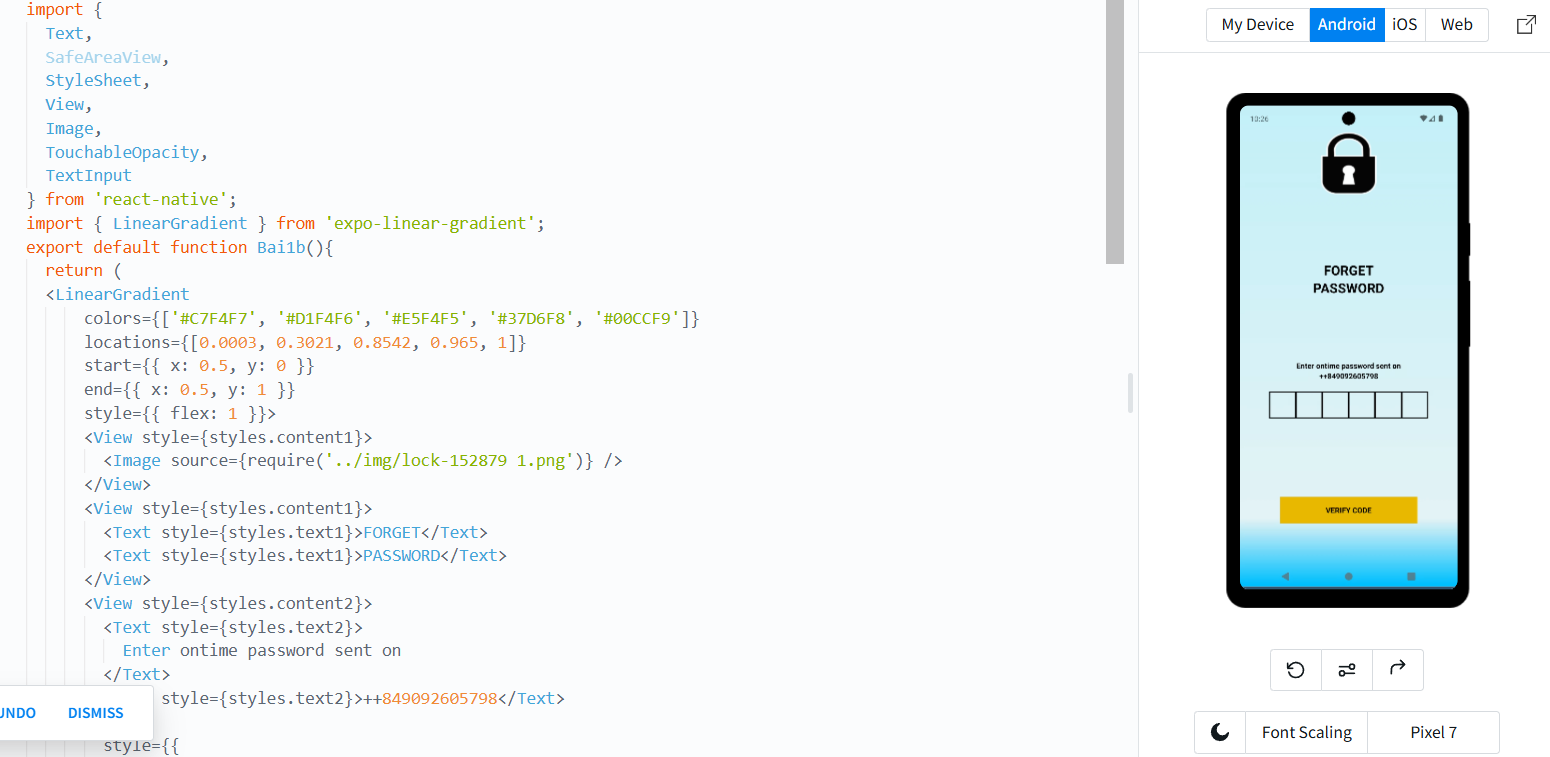 import {
Text,
SafeAreaView,
StyleSheet,
View,
Image,
TouchableOpacity,
TextInput
} from 'react-native';
import { LinearGradient } from 'expo-linear-gradient';
export default function Bai1b(){
return (
<LinearGradient
colors={['#C7F4F7', '#D1F4F6', '#E5F4F5', '#37D6F8', '#00CCF9']}
locations={[0.0003, 0.3021, 0.8542, 0.965, 1]}
start={{ x: 0.5, y: 0 }}
end={{ x: 0.5, y: 1 }}
style={{ flex: 1 }}>
<View style={styles.content1}>
<Image source={require('../img/lock-152879 1.png')} />
</View>
<View style={styles.content1}>
<Text style={styles.text1}>FORGET</Text>
<Text style={styles.text1}>PASSWORD</Text>
</View>
<View style={styles.content2}>
<Text style={styles.text2}>
Enter ontime password sent on
</Text>
style={styles.text2}>++849092605798</Text>
style={{
UNDO DISMISS
My Device Android iOS Web
10:26
FORGET
PASSWORD
Enter ontime password sent on
++849092605798
VERIFY CODE
Font Scaling Pixel 7